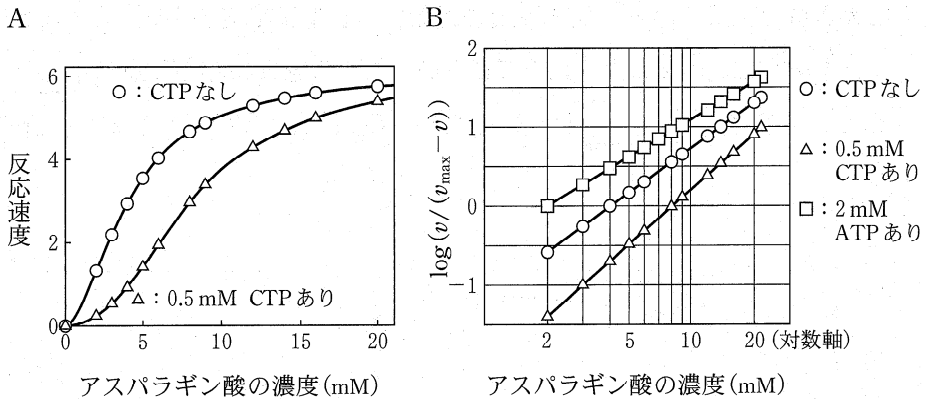 A
6
4
2
0
反応速度
○：CTPなし
△：0.5 mM CTPあり
0
5
10
15
20
アスパラギン酸の濃度(mM)
B
2
1
0
−1
log(v/(vmax−v))
2
5
10
20 (対数軸)
アスパラギン酸の濃度(mM)
○：CTPなし
△：0.5 mM
CTPあり
□：2 mM
ATPあり